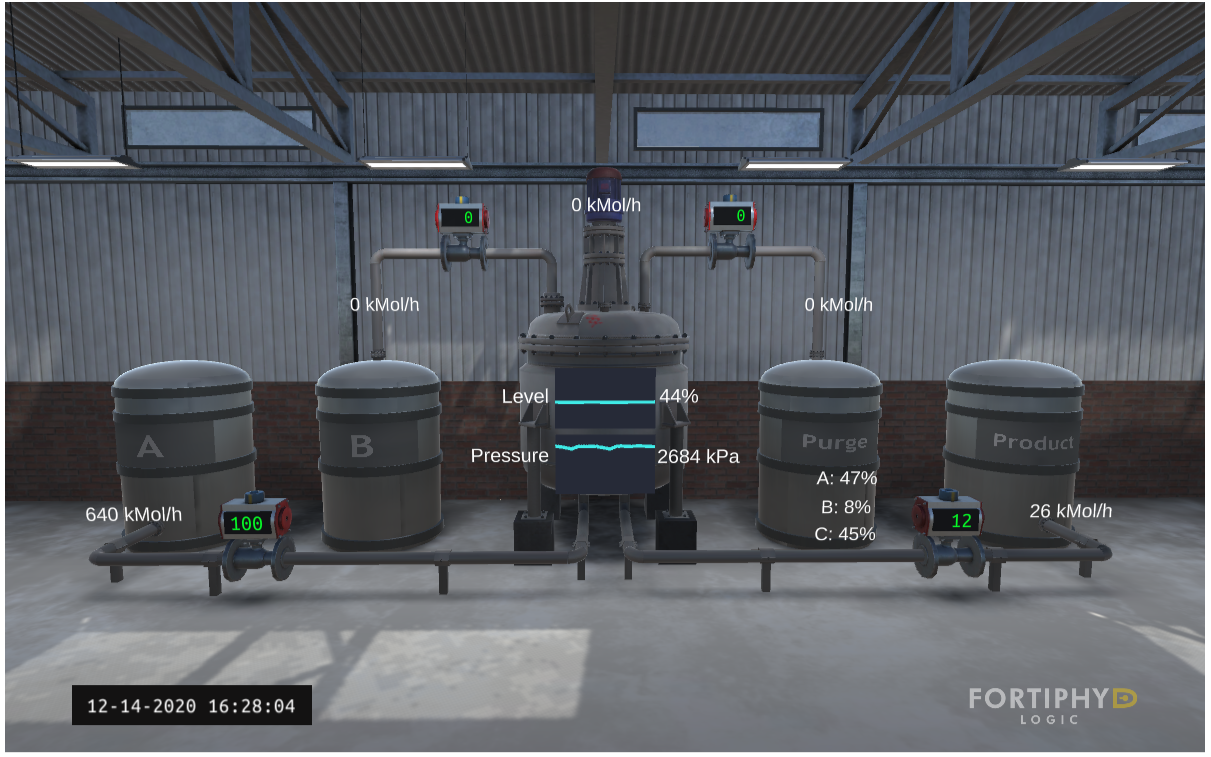 0
0 kMol/h
0
0 kMol/h
0 kMol/h
Level
44%
A
B
Purge
Product
Pressure
2684 kPa
A: 47%
640 kMol/h
100
B: 8%
12
26 kMol/h
C: 45%
12-14-2020 16:28:04
FORTIPHYD
LOGIC